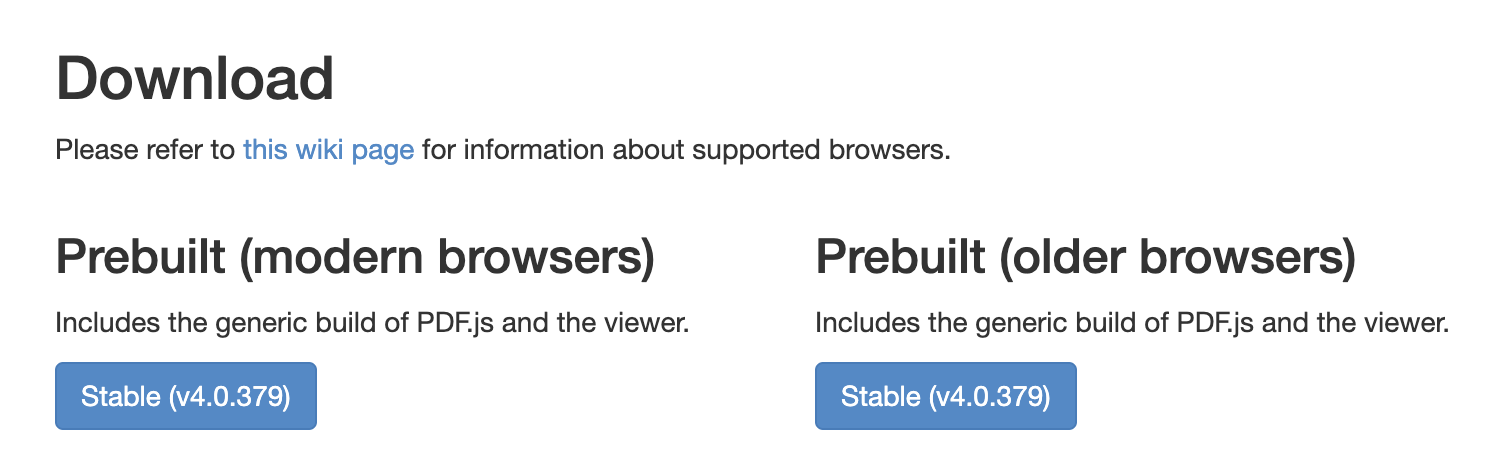 Download
Please refer to this wiki page for information about supported browsers.
Prebuilt (modern browsers)
Includes the generic build of PDF.js and the viewer.
Stable (v4.0.379)
Prebuilt (older browsers)
Includes the generic build of PDF.js and the viewer.
Stable (v4.0.379)